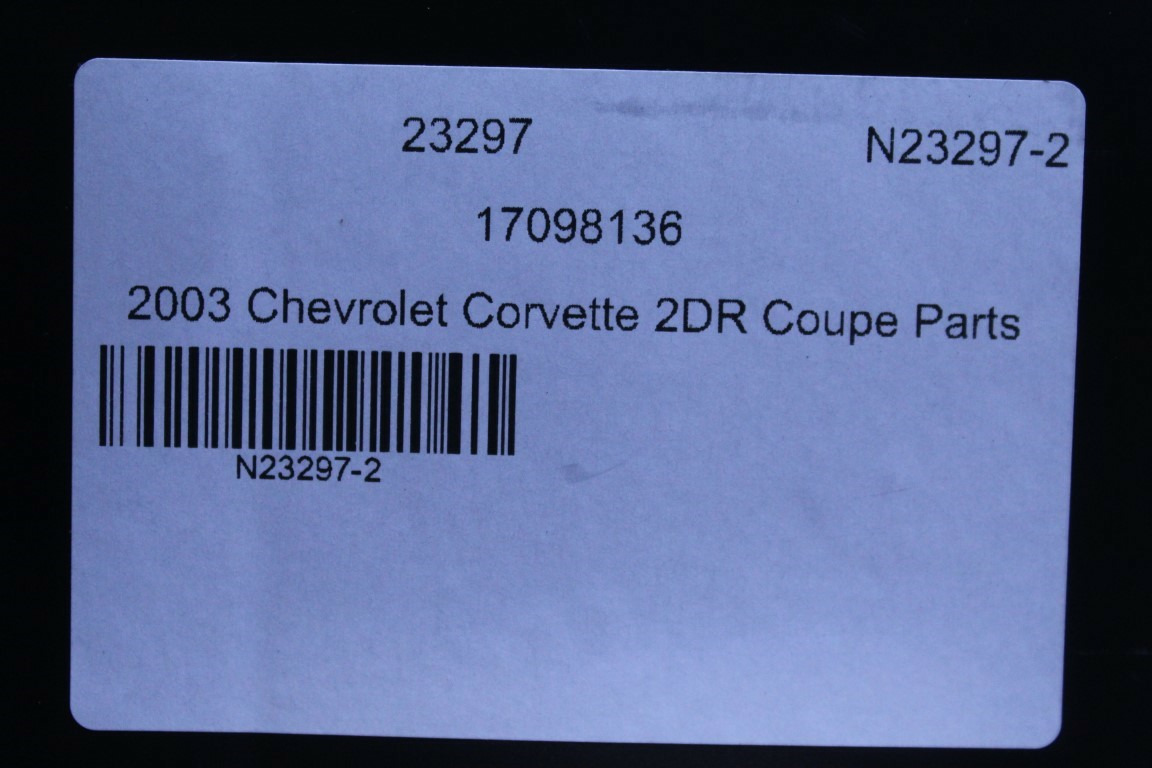 23297 N23297-2
17098136
2003 Chevrolet Corvette 2DR Coupe Parts
N23297-2